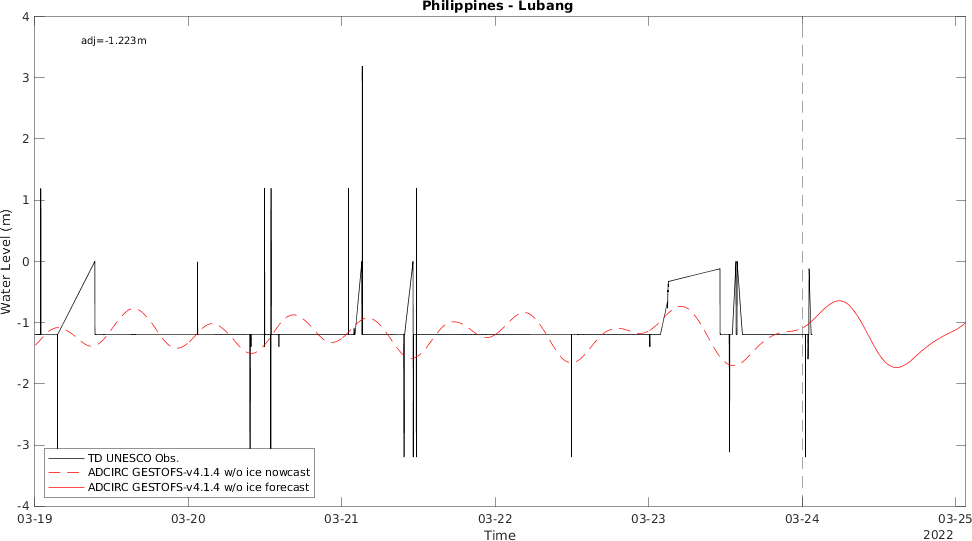 Philippines - Lubang
adj=-1.223m
Water Level (m)
4
3
2
1
0
-1
-2
-3
-4
TD UNESCO Obs.
ADCIRC GESTOFS-v4.1.4 w/o ice nowcast
ADCIRC GESTOFS-v4.1.4 w/o ice forecast
03-19 03-20 03-21 03-22 03-23 03-24 03-25
Time
2022